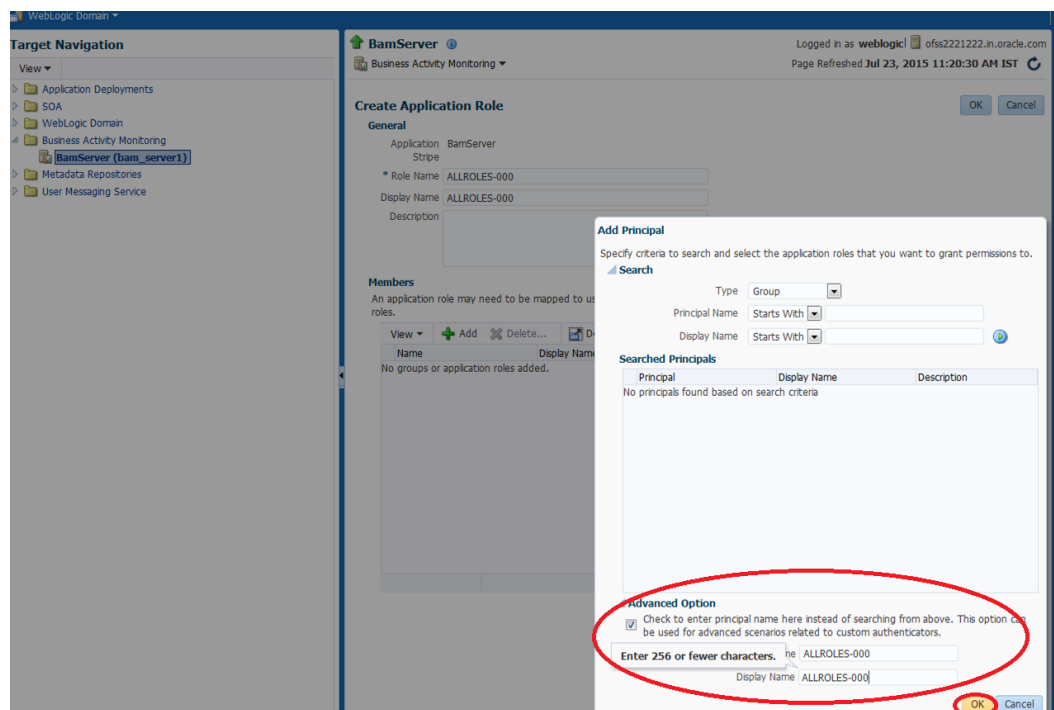 WebLogic Domain
Target Navigation
View
Application Deployments
SOA
WebLogic Domain
Business Activity Monitoring
BamServer (bam_server1)
Metadata Repositories
User Messaging Service
BamServer
Logged in as weblogic| ofss2221222.in.oracle.com
Business Activity Monitoring
Page Refreshed Jul 23, 2015 11:20:30 AM IST
Create Application Role
OK Cancel
General
Application Stripe BamServer
* Role Name ALLROLES-000
Display Name ALLROLES-000
Description
Members
An application role may need to be mapped to us
roles.
View Add Delete... D
Name Display Name
No groups or application roles added.
Add Principal
Specify criteria to search and select the application roles that you want to grant permissions to.
Search
Type Group
Principal Name Starts With
Display Name Starts With
Searched Principals
Principal Display Name Description
No principals found based on search criteria
Advanced Option
Check to enter principal name here instead of searching from above. This option can
be used for advanced scenarios related to custom authenticators.
Enter 256 or fewer characters. me ALLROLES-000
Display Name ALLROLES-000
OK Cancel